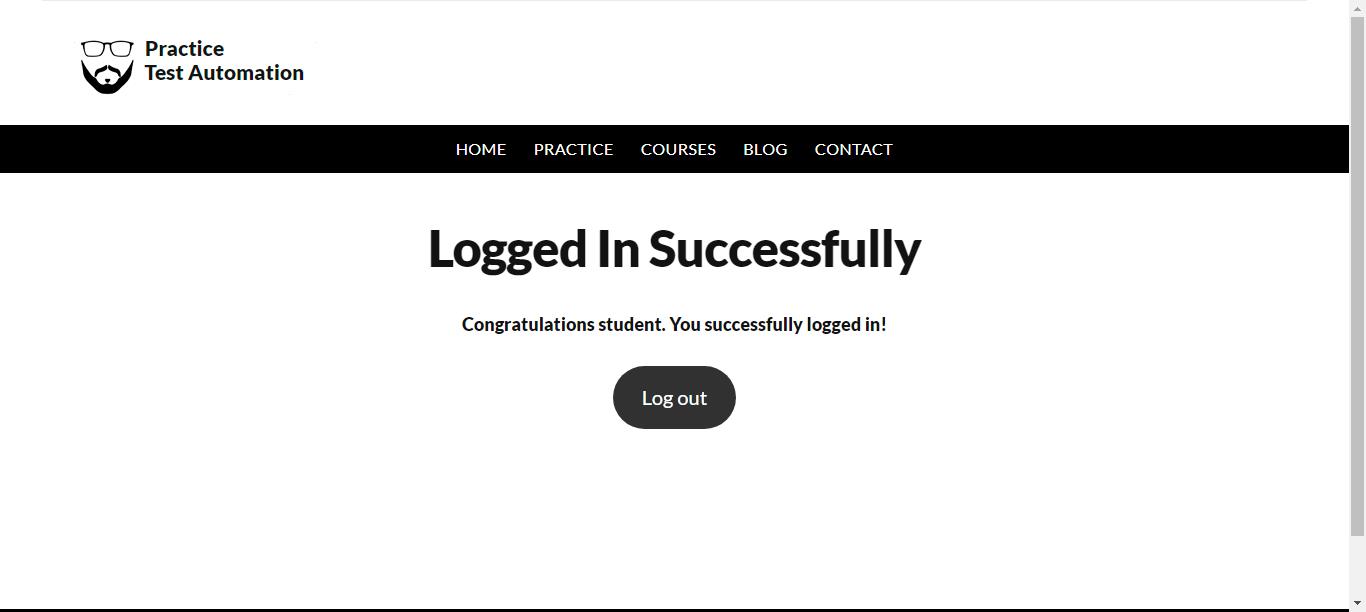 Practice
Test Automation
HOME PRACTICE COURSES BLOG CONTACT
Logged In Successfully
Congratulations student. You successfully logged in!
Log out